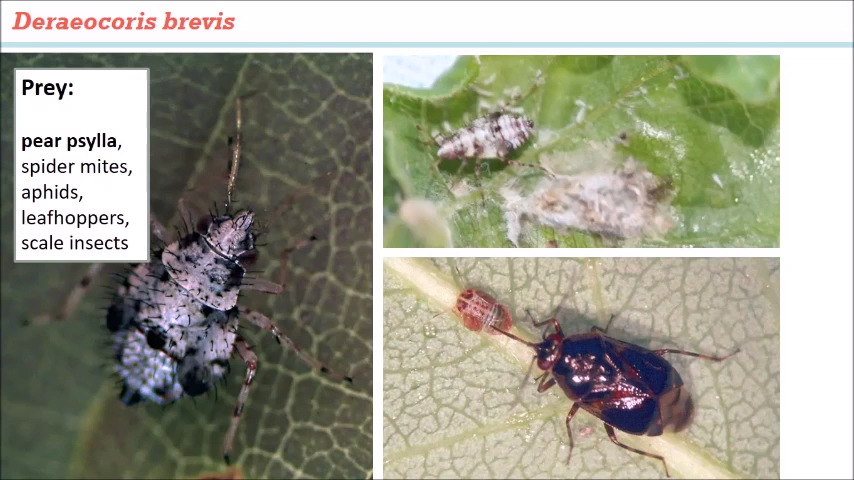 Deraeocoris brevis
Prey:
pear psylla,
spider mites,
aphids,
leafhoppers,
scale insects